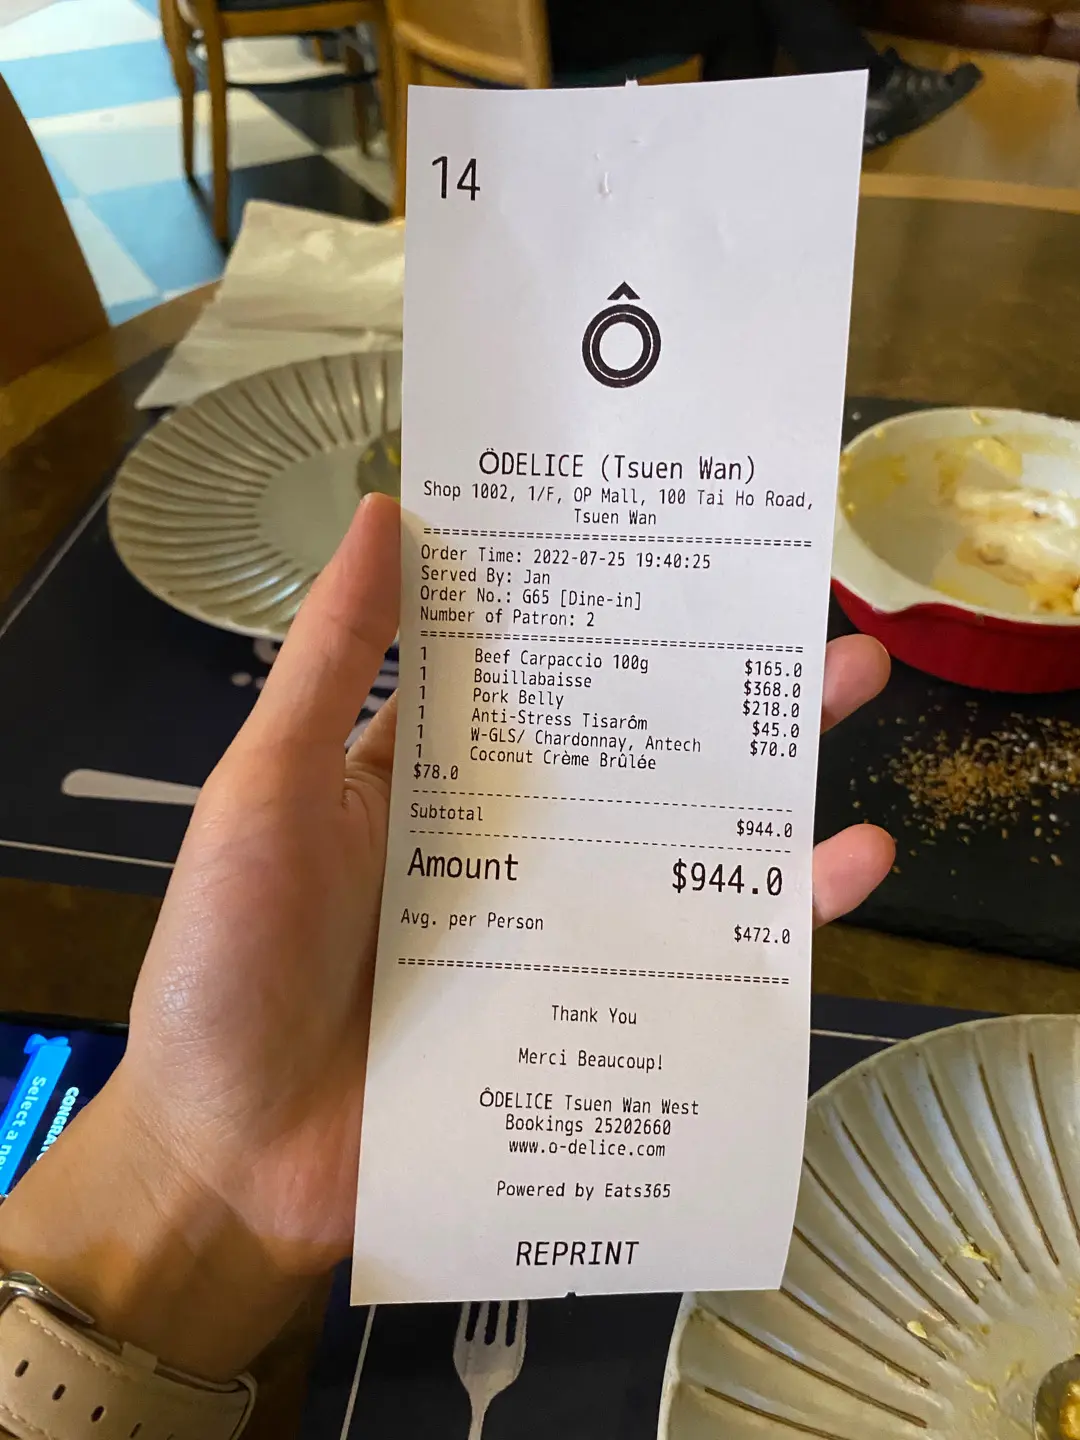 14
Ô
ÖDELICE (Tsuen Wan)
Shop 1002, 1/F, OP Mall, 100 Tai Ho Road,
Tsuen Wan
================================================
Order Time: 2022-07-25 19:40:25
Served By: Jan
Order No.: G65 [Dine-in]
Number of Patron: 2
================================================
1 Beef Carpaccio 100g $165.0
1 Bouillabaisse $368.0
1 Pork Belly $218.0
1 Anti-Stress Tisarôm $45.0
1 W-GLS/ Chardonnay, Antech $70.0
1 Coconut Crème Brûlée
$78.0
------------------------------------------------
Subtotal $944.0
------------------------------------------------
Amount $944.0
Avg. per Person $472.0
================================================
Thank You
Merci Beaucoup!
ÔDELICE Tsuen Wan West
Bookings 25202660
www.o-delice.com
Powered by Eats365
REPRINT
Select a